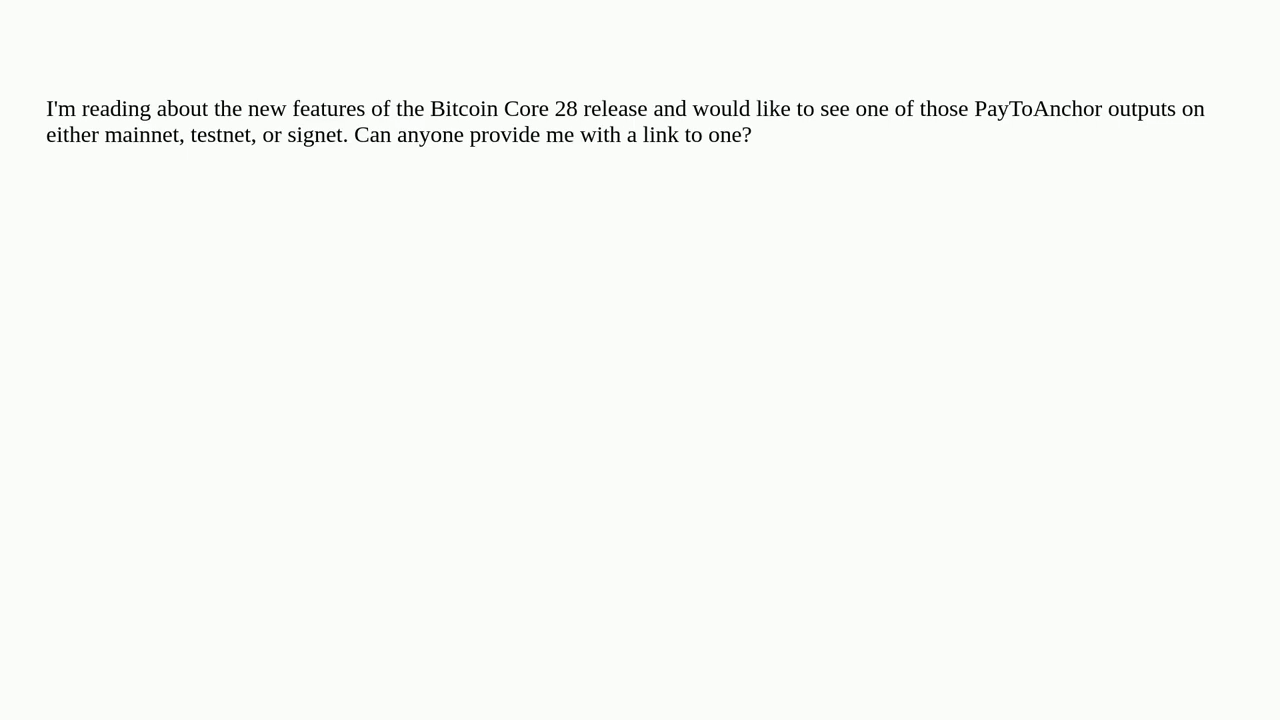 I'm reading about the new features of the Bitcoin Core 28 release and would like to see one of those PayToAnchor outputs on
either mainnet, testnet, or signet. Can anyone provide me with a link to one?